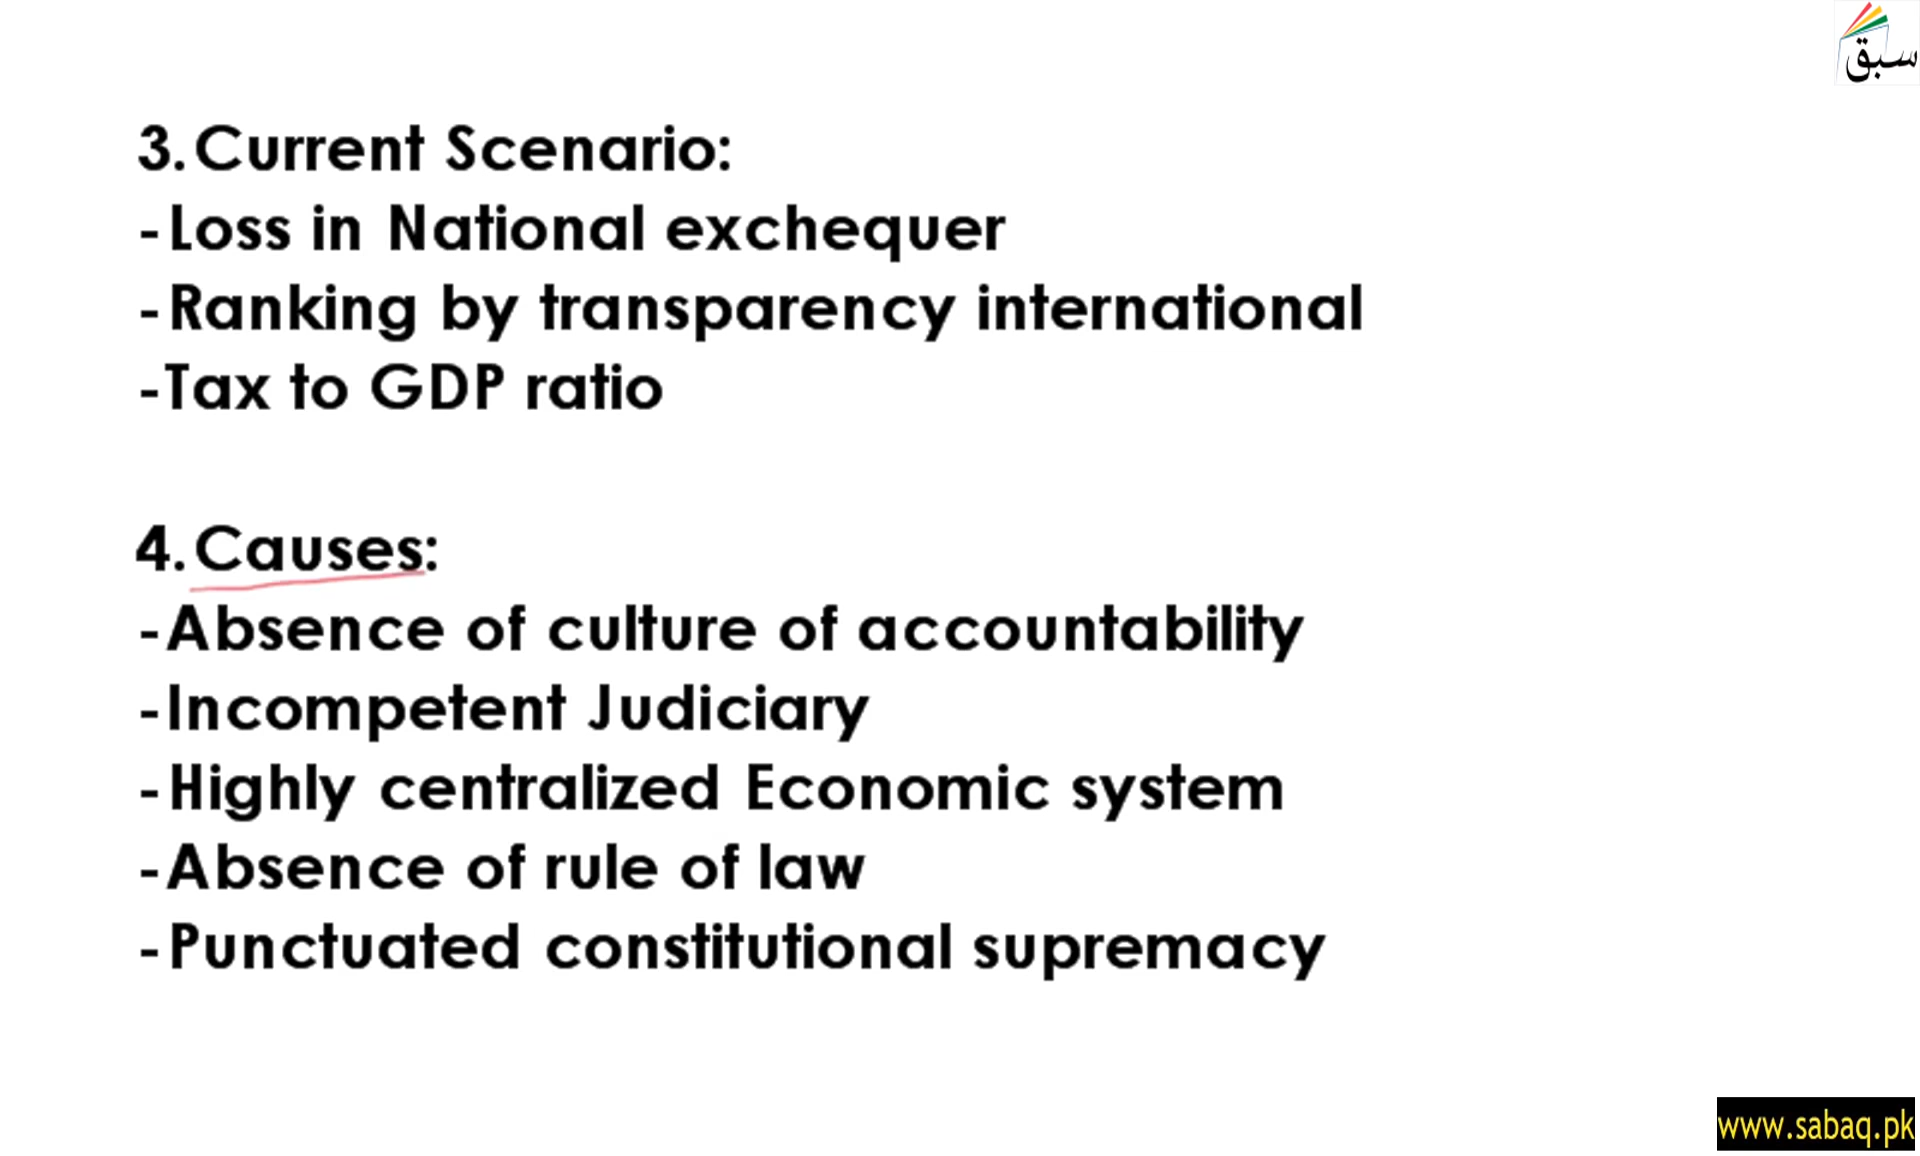 سبق
3. Current Scenario:
-Loss in National exchequer
-Ranking by transparency international
-Tax to GDP ratio
4. Causes:
-Absence of culture of accountability
-Incompetent Judiciary
-Highly centralized Economic system
-Absence of rule of law
-Punctuated constitutional supremacy
www.sabaq.pk